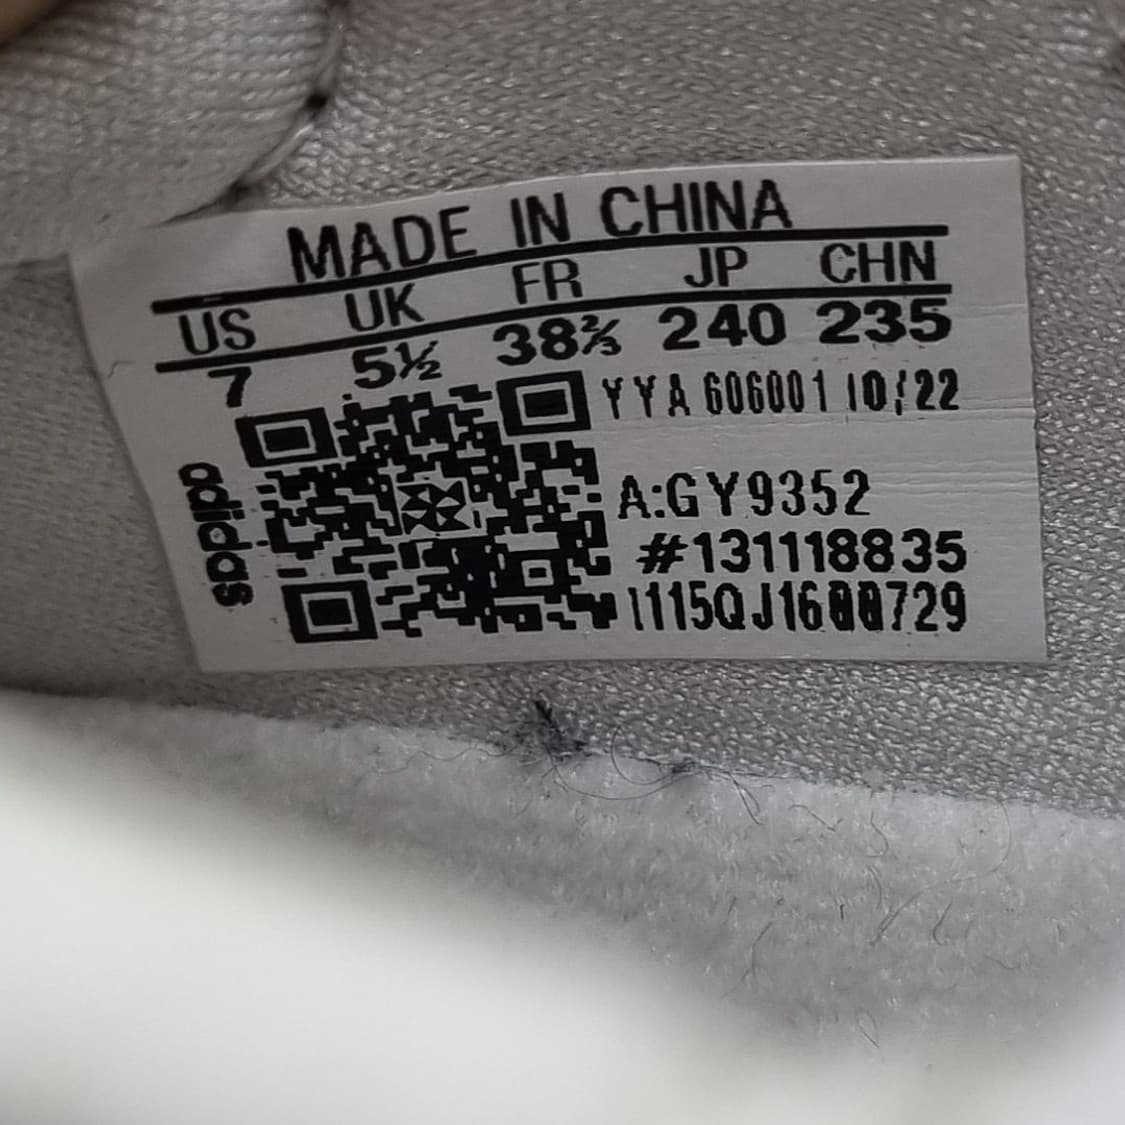 MADE IN CHINA
US UK FR JP CHN
7 5½ 38⅔ 240 235
YYA 606001 10/22
adidas
A:GY9352
#131118835